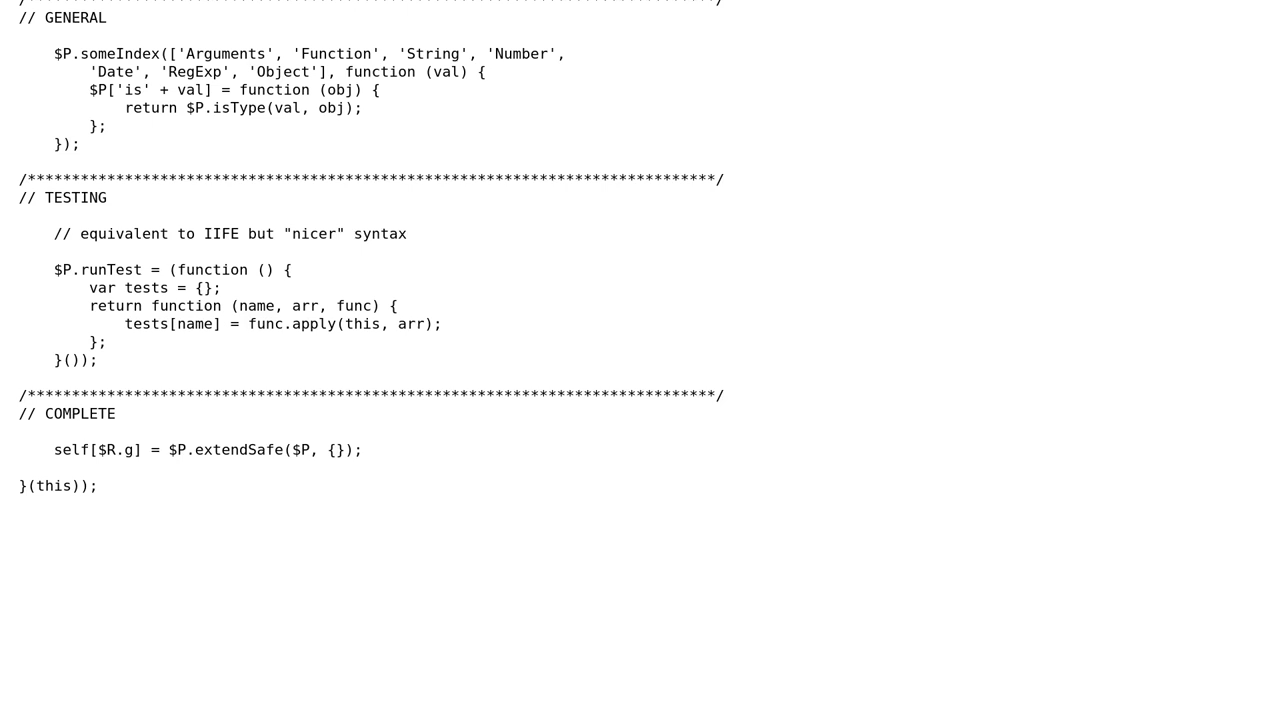 /******************************************************************************/
// GENERAL

    $P.someIndex(['Arguments', 'Function', 'String', 'Number',
        'Date', 'RegExp', 'Object'], function (val) {
        $P['is' + val] = function (obj) {
            return $P.isType(val, obj);
        };
    });

/******************************************************************************/
// TESTING

    // equivalent to IIFE but "nicer" syntax

    $P.runTest = (function () {
        var tests = {};
        return function (name, arr, func) {
            tests[name] = func.apply(this, arr);
        };
    }());

/******************************************************************************/
// COMPLETE

    self[$R.g] = $P.extendSafe($P, {});

}(this));